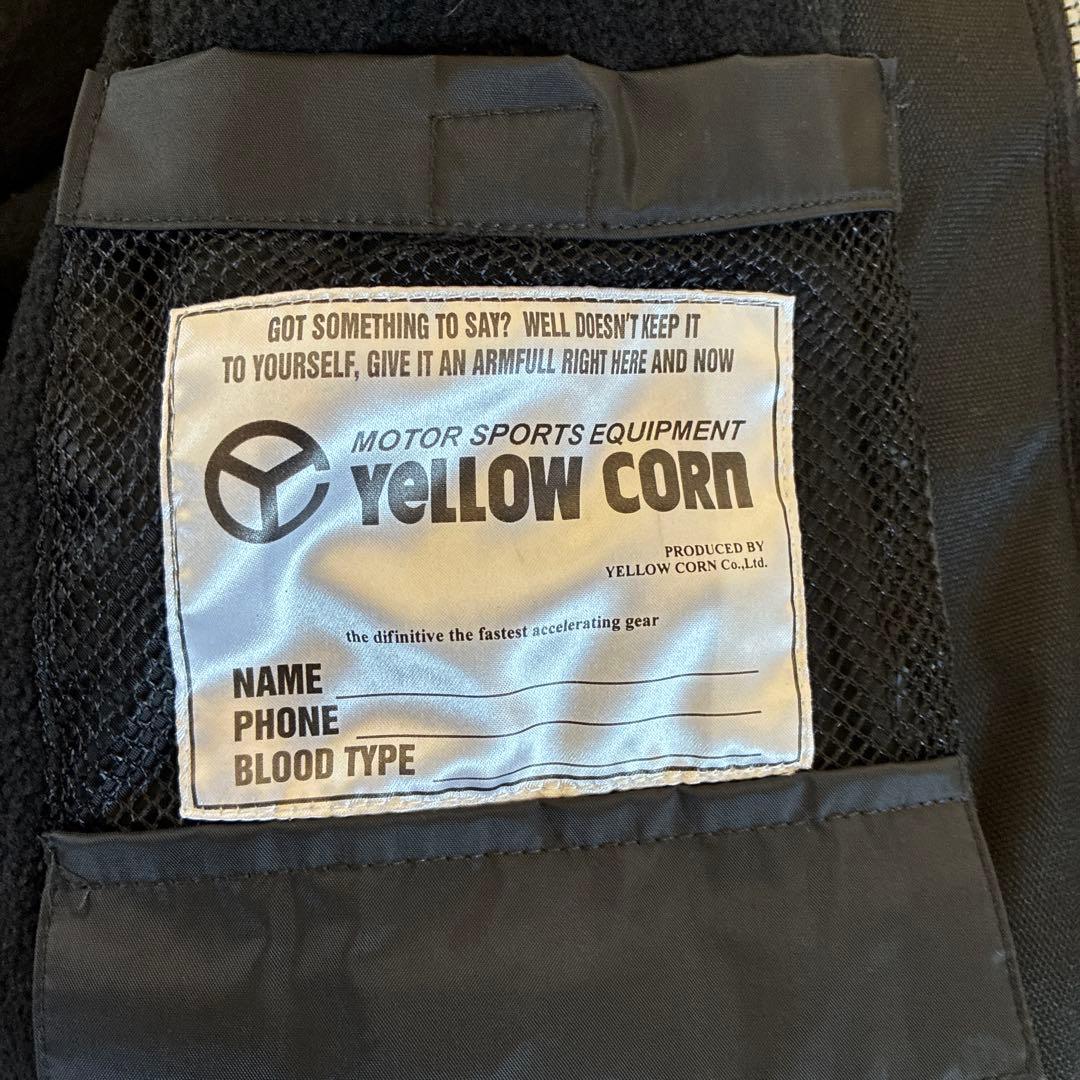 GOT SOMETHING TO SAY? WELL DOESN'T KEEP IT
TO YOURSELF, GIVE IT AN ARMFULL RIGHT HERE AND NOW
MOTOR SPORTS EQUIPMENT
YeLLOW CORn
PRODUCED BY
YELLOW CORN Co.,Ltd.
the difinitive the fastest accelerating gear
NAME
PHONE
BLOOD TYPE